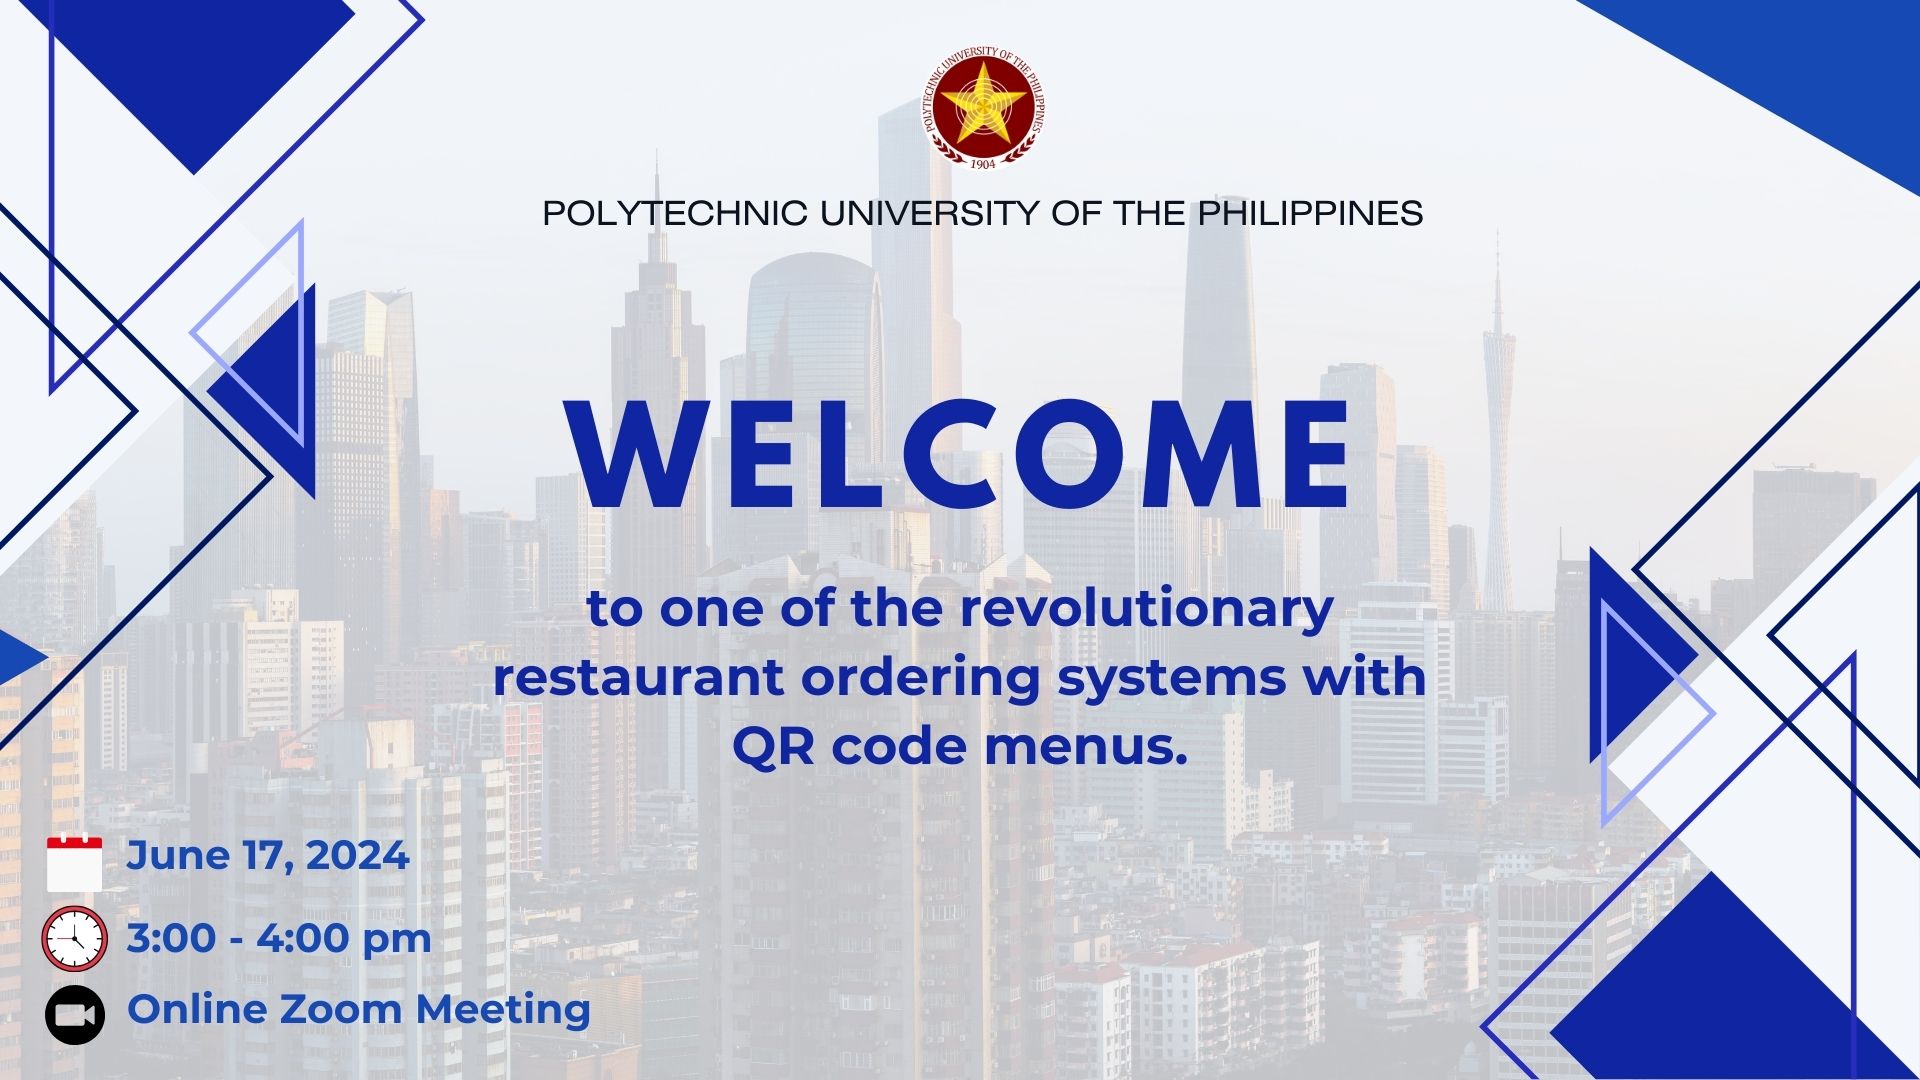 POLYTECHNIC UNIVERSITY OF THE PHILIPPINES
1904
POLYTECHNIC UNIVERSITY OF THE PHILIPPINES
WELCOME
to one of the revolutionary
restaurant ordering systems with
QR code menus.
June 17, 2024
3:00 - 4:00 pm
Online Zoom Meeting